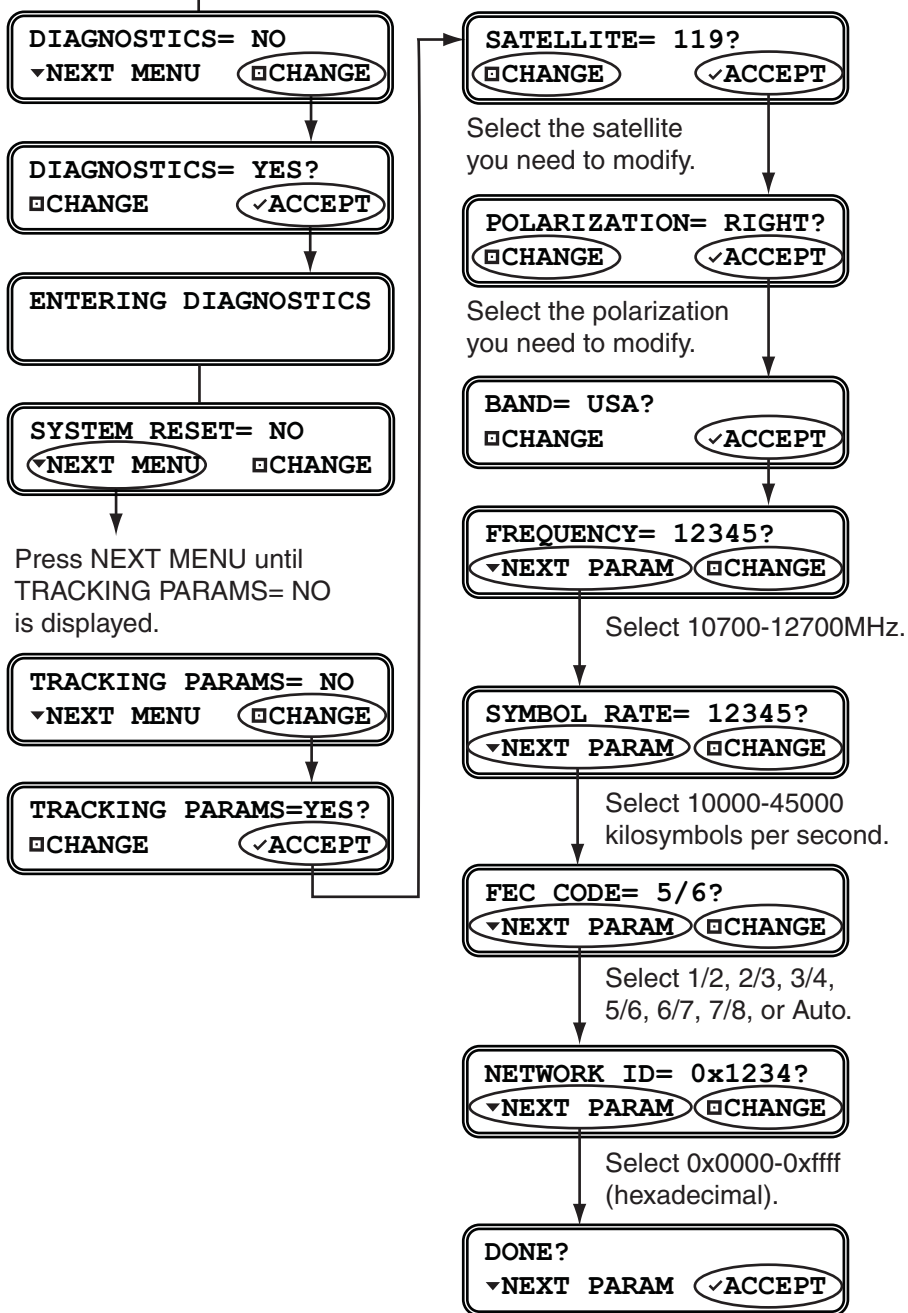 DIAGNOSTICS= NO
▾NEXT MENU ⊡CHANGE
DIAGNOSTICS= YES?
⊡CHANGE ✓ACCEPT
ENTERING DIAGNOSTICS
SYSTEM RESET= NO
▾NEXT MENU ⊡CHANGE
Press NEXT MENU until
TRACKING PARAMS= NO
is displayed.
TRACKING PARAMS= NO
▾NEXT MENU ⊡CHANGE
TRACKING PARAMS=YES?
⊡CHANGE ✓ACCEPT
SATELLITE= 119?
⊡CHANGE ✓ACCEPT
Select the satellite
you need to modify.
POLARIZATION= RIGHT?
⊡CHANGE ✓ACCEPT
Select the polarization
you need to modify.
BAND= USA?
⊡CHANGE ✓ACCEPT
FREQUENCY= 12345?
▾NEXT PARAM ⊡CHANGE
Select 10700-12700MHz.
SYMBOL RATE= 12345?
▾NEXT PARAM ⊡CHANGE
Select 10000-45000
kilosymbols per second.
FEC CODE= 5/6?
▾NEXT PARAM ⊡CHANGE
Select 1/2, 2/3, 3/4,
5/6, 6/7, 7/8, or Auto.
NETWORK ID= 0x1234?
▾NEXT PARAM ⊡CHANGE
Select 0x0000-0xffff
(hexadecimal).
DONE?
▾NEXT PARAM ✓ACCEPT